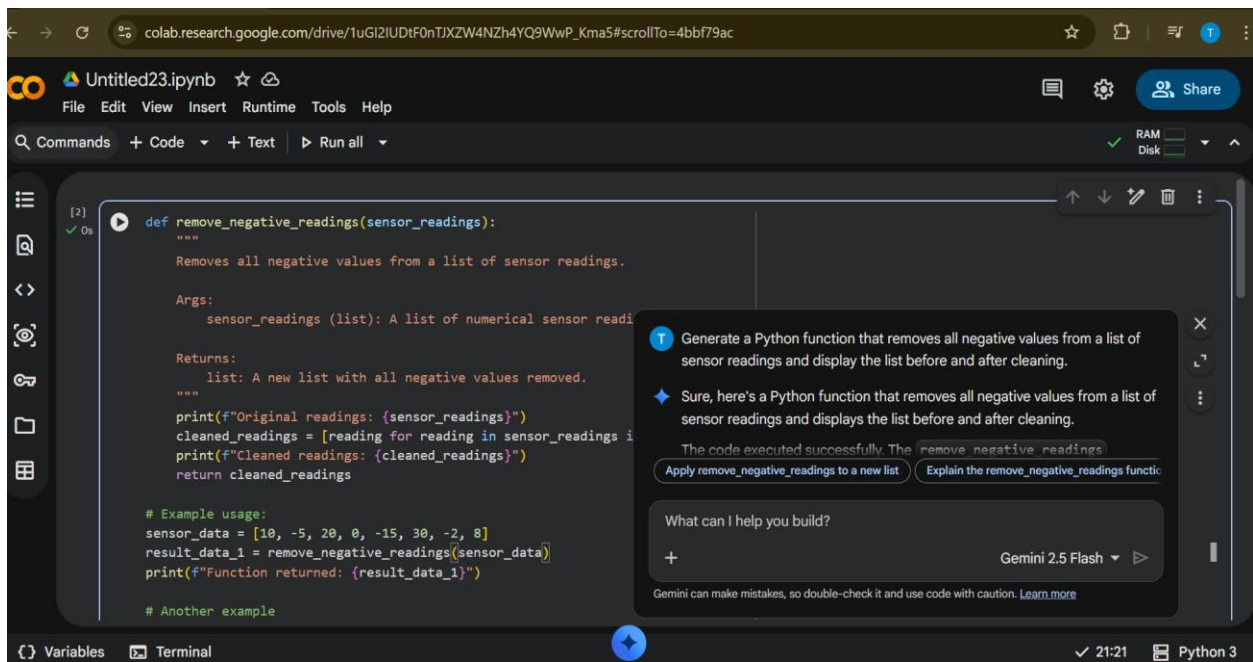 colab.research.google.com/drive/1uGI2IUDtF0nTJXZW4NZh4YQ9WwP_Kma5#scrollTo=4bbf79ac
T
CO
Untitled23.ipynb
File Edit View Insert Runtime Tools Help
Share
Commands + Code + Text Run all
RAM
Disk
[2]
0s
def remove_negative_readings(sensor_readings):
"""
Removes all negative values from a list of sensor readings.
Args:
sensor_readings (list): A list of numerical sensor readi
Returns:
list: A new list with all negative values removed.
"""
print(f"Original readings: {sensor_readings}")
cleaned_readings = [reading for reading in sensor_readings i
print(f"Cleaned readings: {cleaned_readings}")
return cleaned_readings
# Example usage:
sensor_data = [10, -5, 20, 0, -15, 30, -2, 8]
result_data_1 = remove_negative_readings(sensor_data)
print(f"Function returned: {result_data_1}")
# Another example
T
Generate a Python function that removes all negative values from a list of
sensor readings and display the list before and after cleaning.
Sure, here's a Python function that removes all negative values from a list of
sensor readings and displays the list before and after cleaning.
The code executed successfully. The remove_negative_readings
Apply remove_negative_readings to a new list
Explain the remove_negative_readings functic
What can I help you build?
+ Gemini 2.5 Flash
Gemini can make mistakes, so double-check it and use code with caution. Learn more
{} Variables Terminal
21:21 Python 3